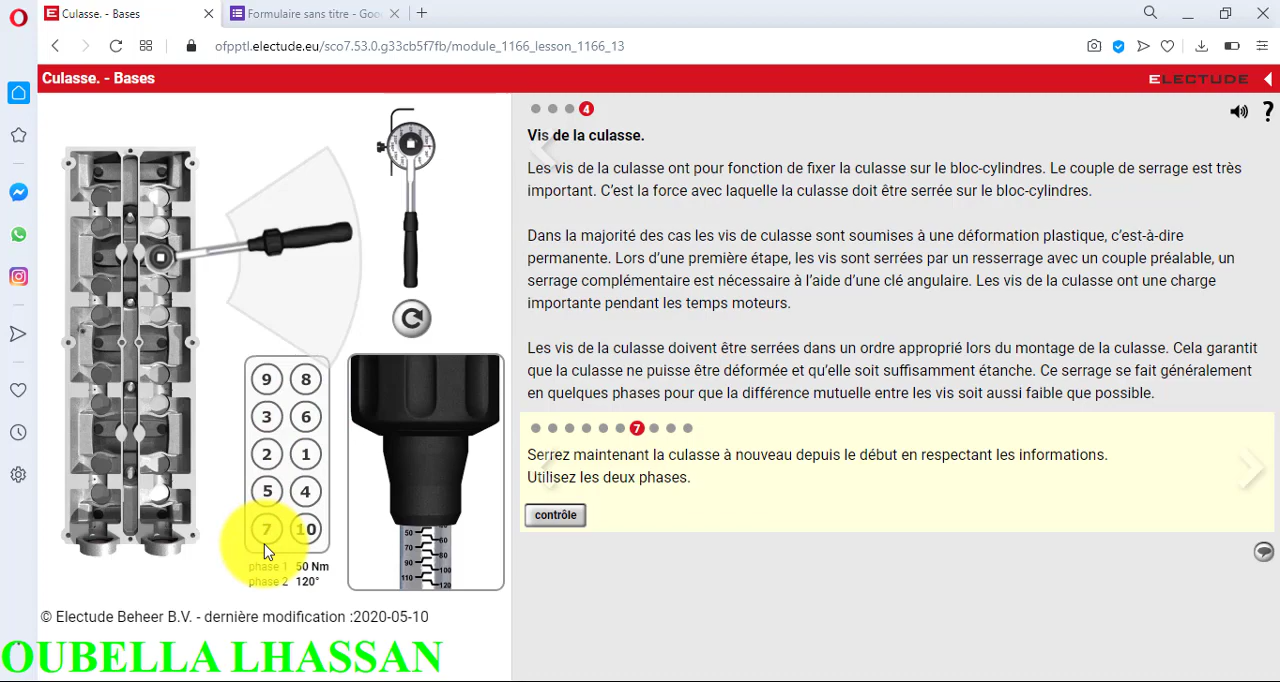 Culasse. - Bases
Formulaire sans titre - Goo
ofpptl.electude.eu/sco7.53.0.g33cb5f7fb/module_1166_lesson_1166_13
Culasse. - Bases
ELECTUDE
4
Vis de la culasse.
Les vis de la culasse ont pour fonction de fixer la culasse sur le bloc-cylindres. Le couple de serrage est très
important. C'est la force avec laquelle la culasse doit être serrée sur le bloc-cylindres.
Dans la majorité des cas les vis de culasse sont soumises à une déformation plastique, c'est-à-dire
permanente. Lors d'une première étape, les vis sont serrées par un resserrage avec un couple préalable, un
serrage complémentaire est nécessaire à l'aide d'une clé angulaire. Les vis de la culasse ont une charge
importante pendant les temps moteurs.
Les vis de la culasse doivent être serrées dans un ordre approprié lors du montage de la culasse. Cela garantit
que la culasse ne puisse être déformée et qu'elle soit suffisamment étanche. Ce serrage se fait généralement
en quelques phases pour que la différence mutuelle entre les vis soit aussi faible que possible.
7
Serrez maintenant la culasse à nouveau depuis le début en respectant les informations.
Utilisez les deux phases.
contrôle
9 8
3 6
2 1
5 4
7 10
phase 1 50 Nm
phase 2 120°
50
60
70
80
90
100
110
120
© Electude Beheer B.V. - dernière modification :2020-05-10
OUBELLA LHASSAN